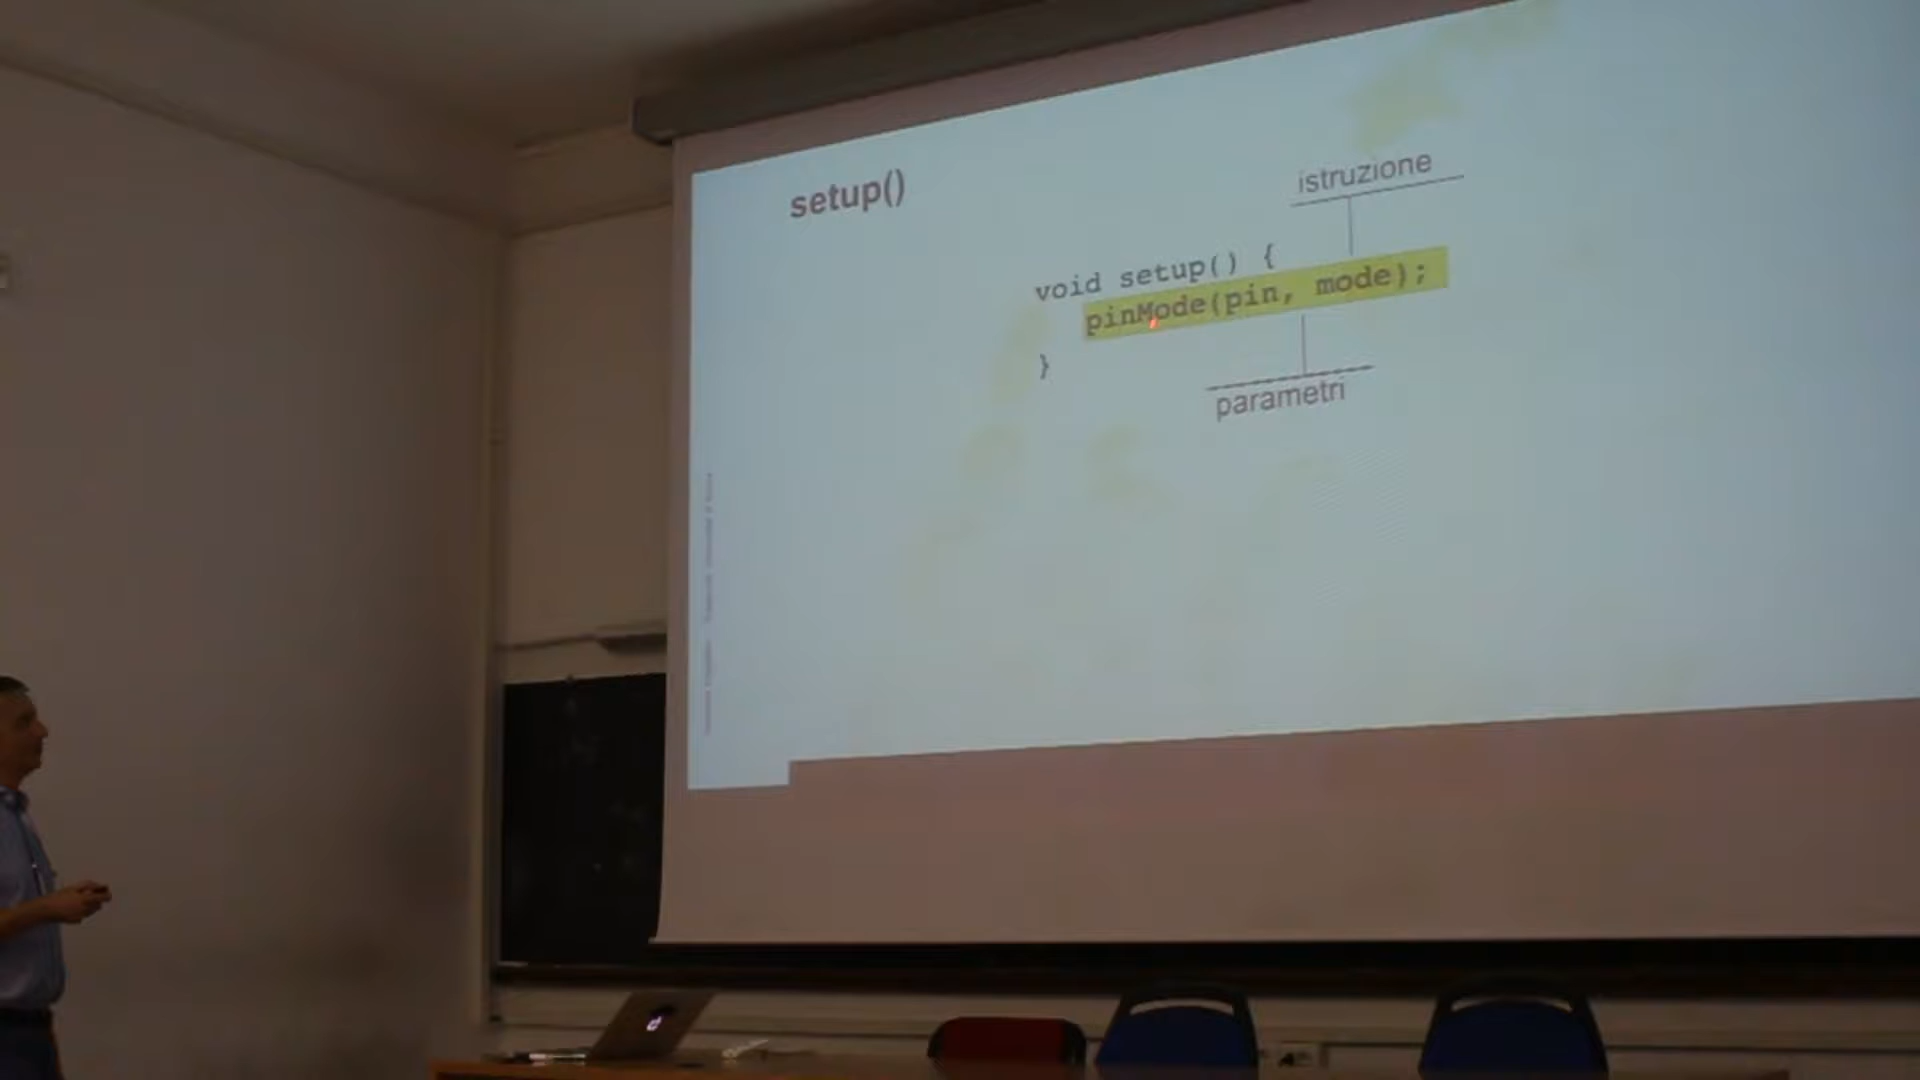 setup()
istruzione
void setup() {
pinMode(pin, mode);
}
parametri